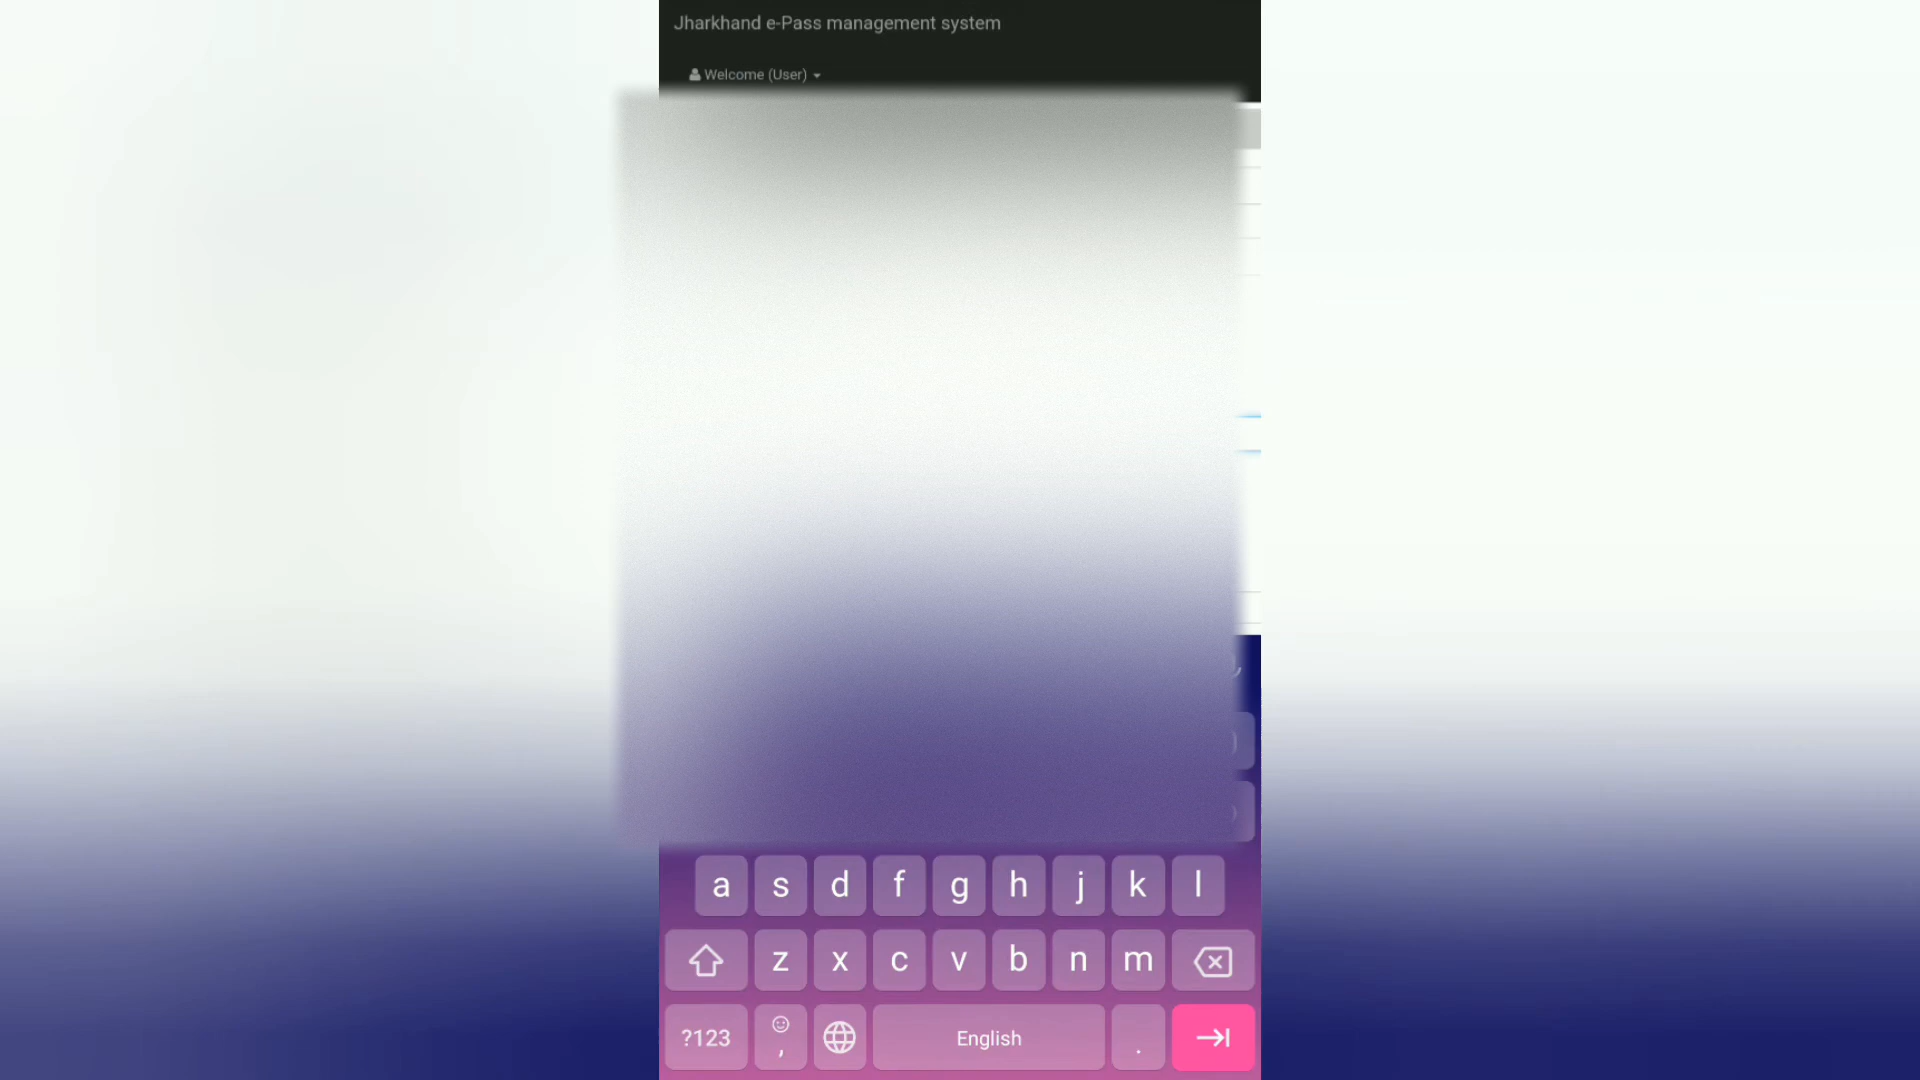 Jharkhand e-Pass management system
Welcome (User)
a s d f g h j k l
z x c v b n m
?123 , English .